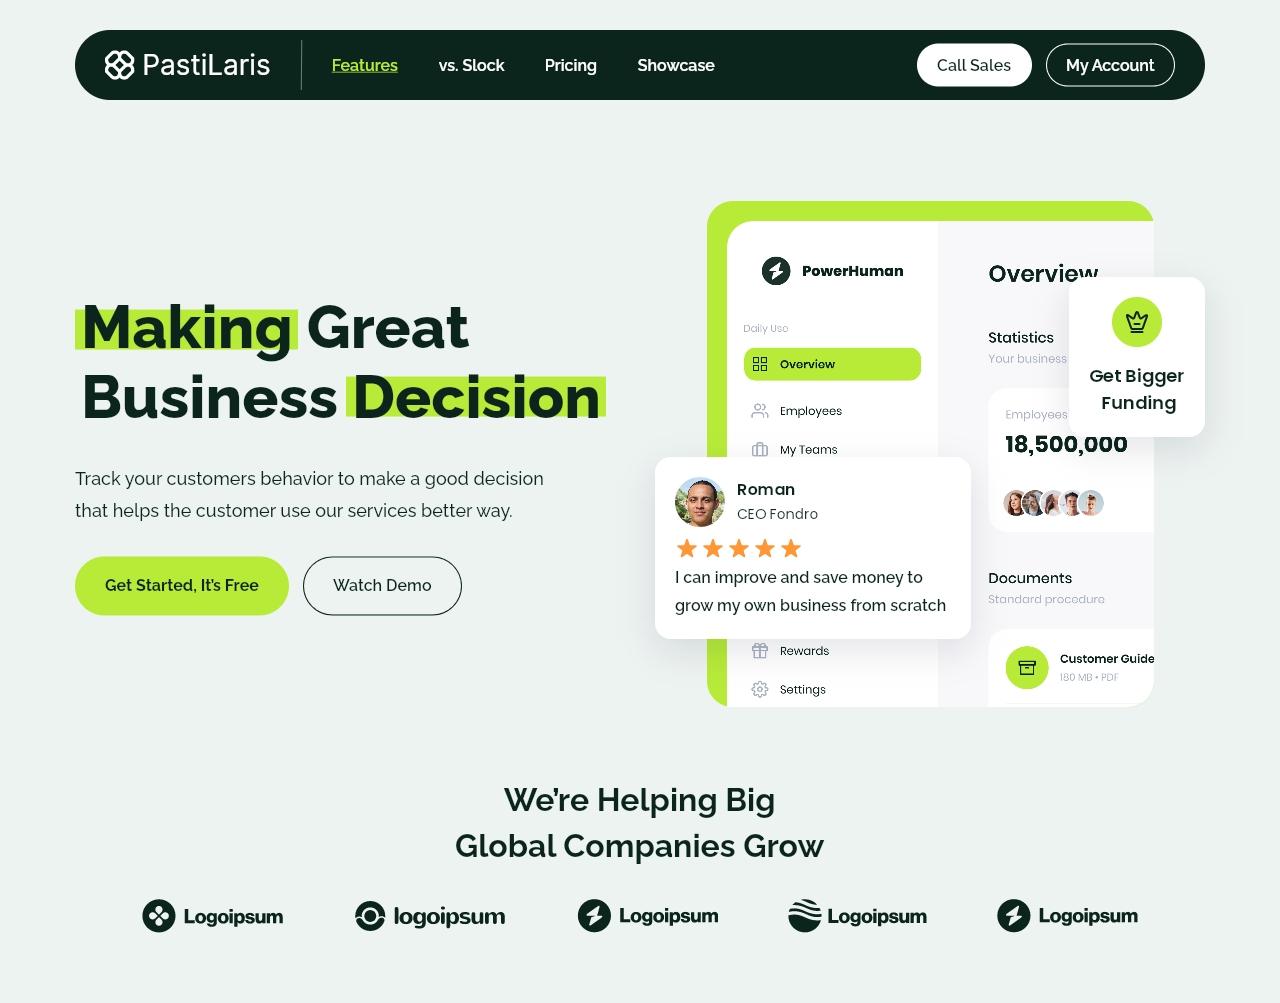 PastiLaris
Features
vs. Slock
Pricing
Showcase
Call Sales
My Account
Making Great
Business Decision
Track your customers behavior to make a good decision
that helps the customer use our services better way.
Get Started, It’s Free
Watch Demo
PowerHuman
Daily Use
Overview
Employees
My Teams
Rewards
Settings
Overview
Statistics
Your business
Employees
18,500,000
Documents
Standard procedure
Customer Guide
180 MB • PDF
Get Bigger
Funding
Roman
CEO Fondro
I can improve and save money to
grow my own business from scratch
We’re Helping Big
Global Companies Grow
Logoipsum
logoipsum
Logoipsum
Logoipsum
Logoipsum